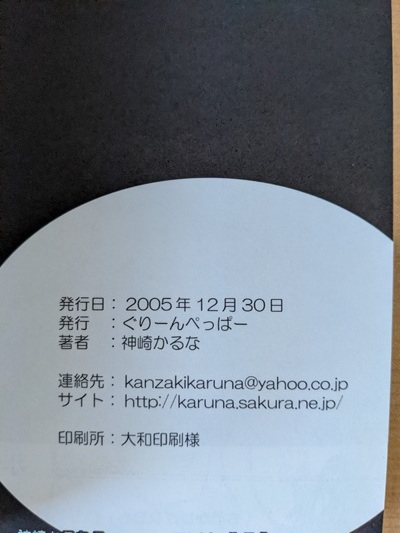 発行日： 2005年12月30日
発行　：ぐりーんぺっぱー
著者　：神崎かるな
連絡先： kanzakikaruna@yahoo.co.jp
サイト： http://karuna.sakura.ne.jp/
印刷所：大和印刷様